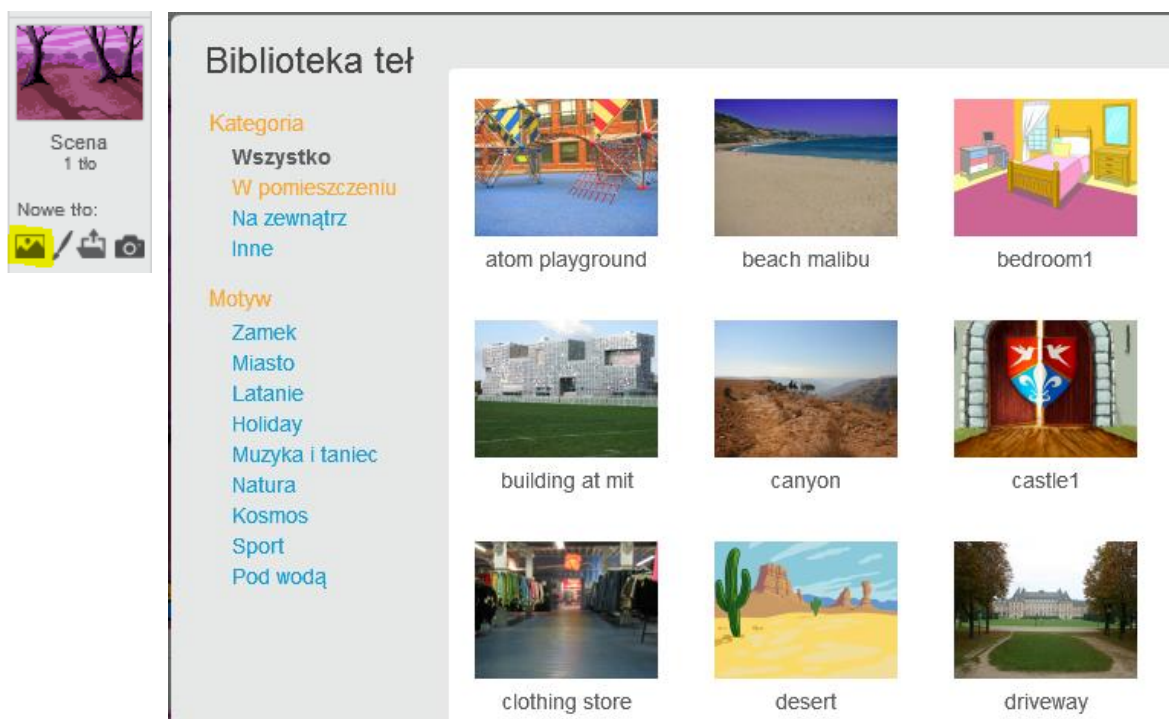 Scena
1 tło
Nowe tło:
Biblioteka teł
Kategoria
Wszystko
W pomieszczeniu
Na zewnątrz
Inne
Motyw
Zamek
Miasto
Latanie
Holiday
Muzyka i taniec
Natura
Kosmos
Sport
Pod wodą
atom playground
beach malibu
bedroom1
building at mit
canyon
castle1
clothing store
desert
driveway